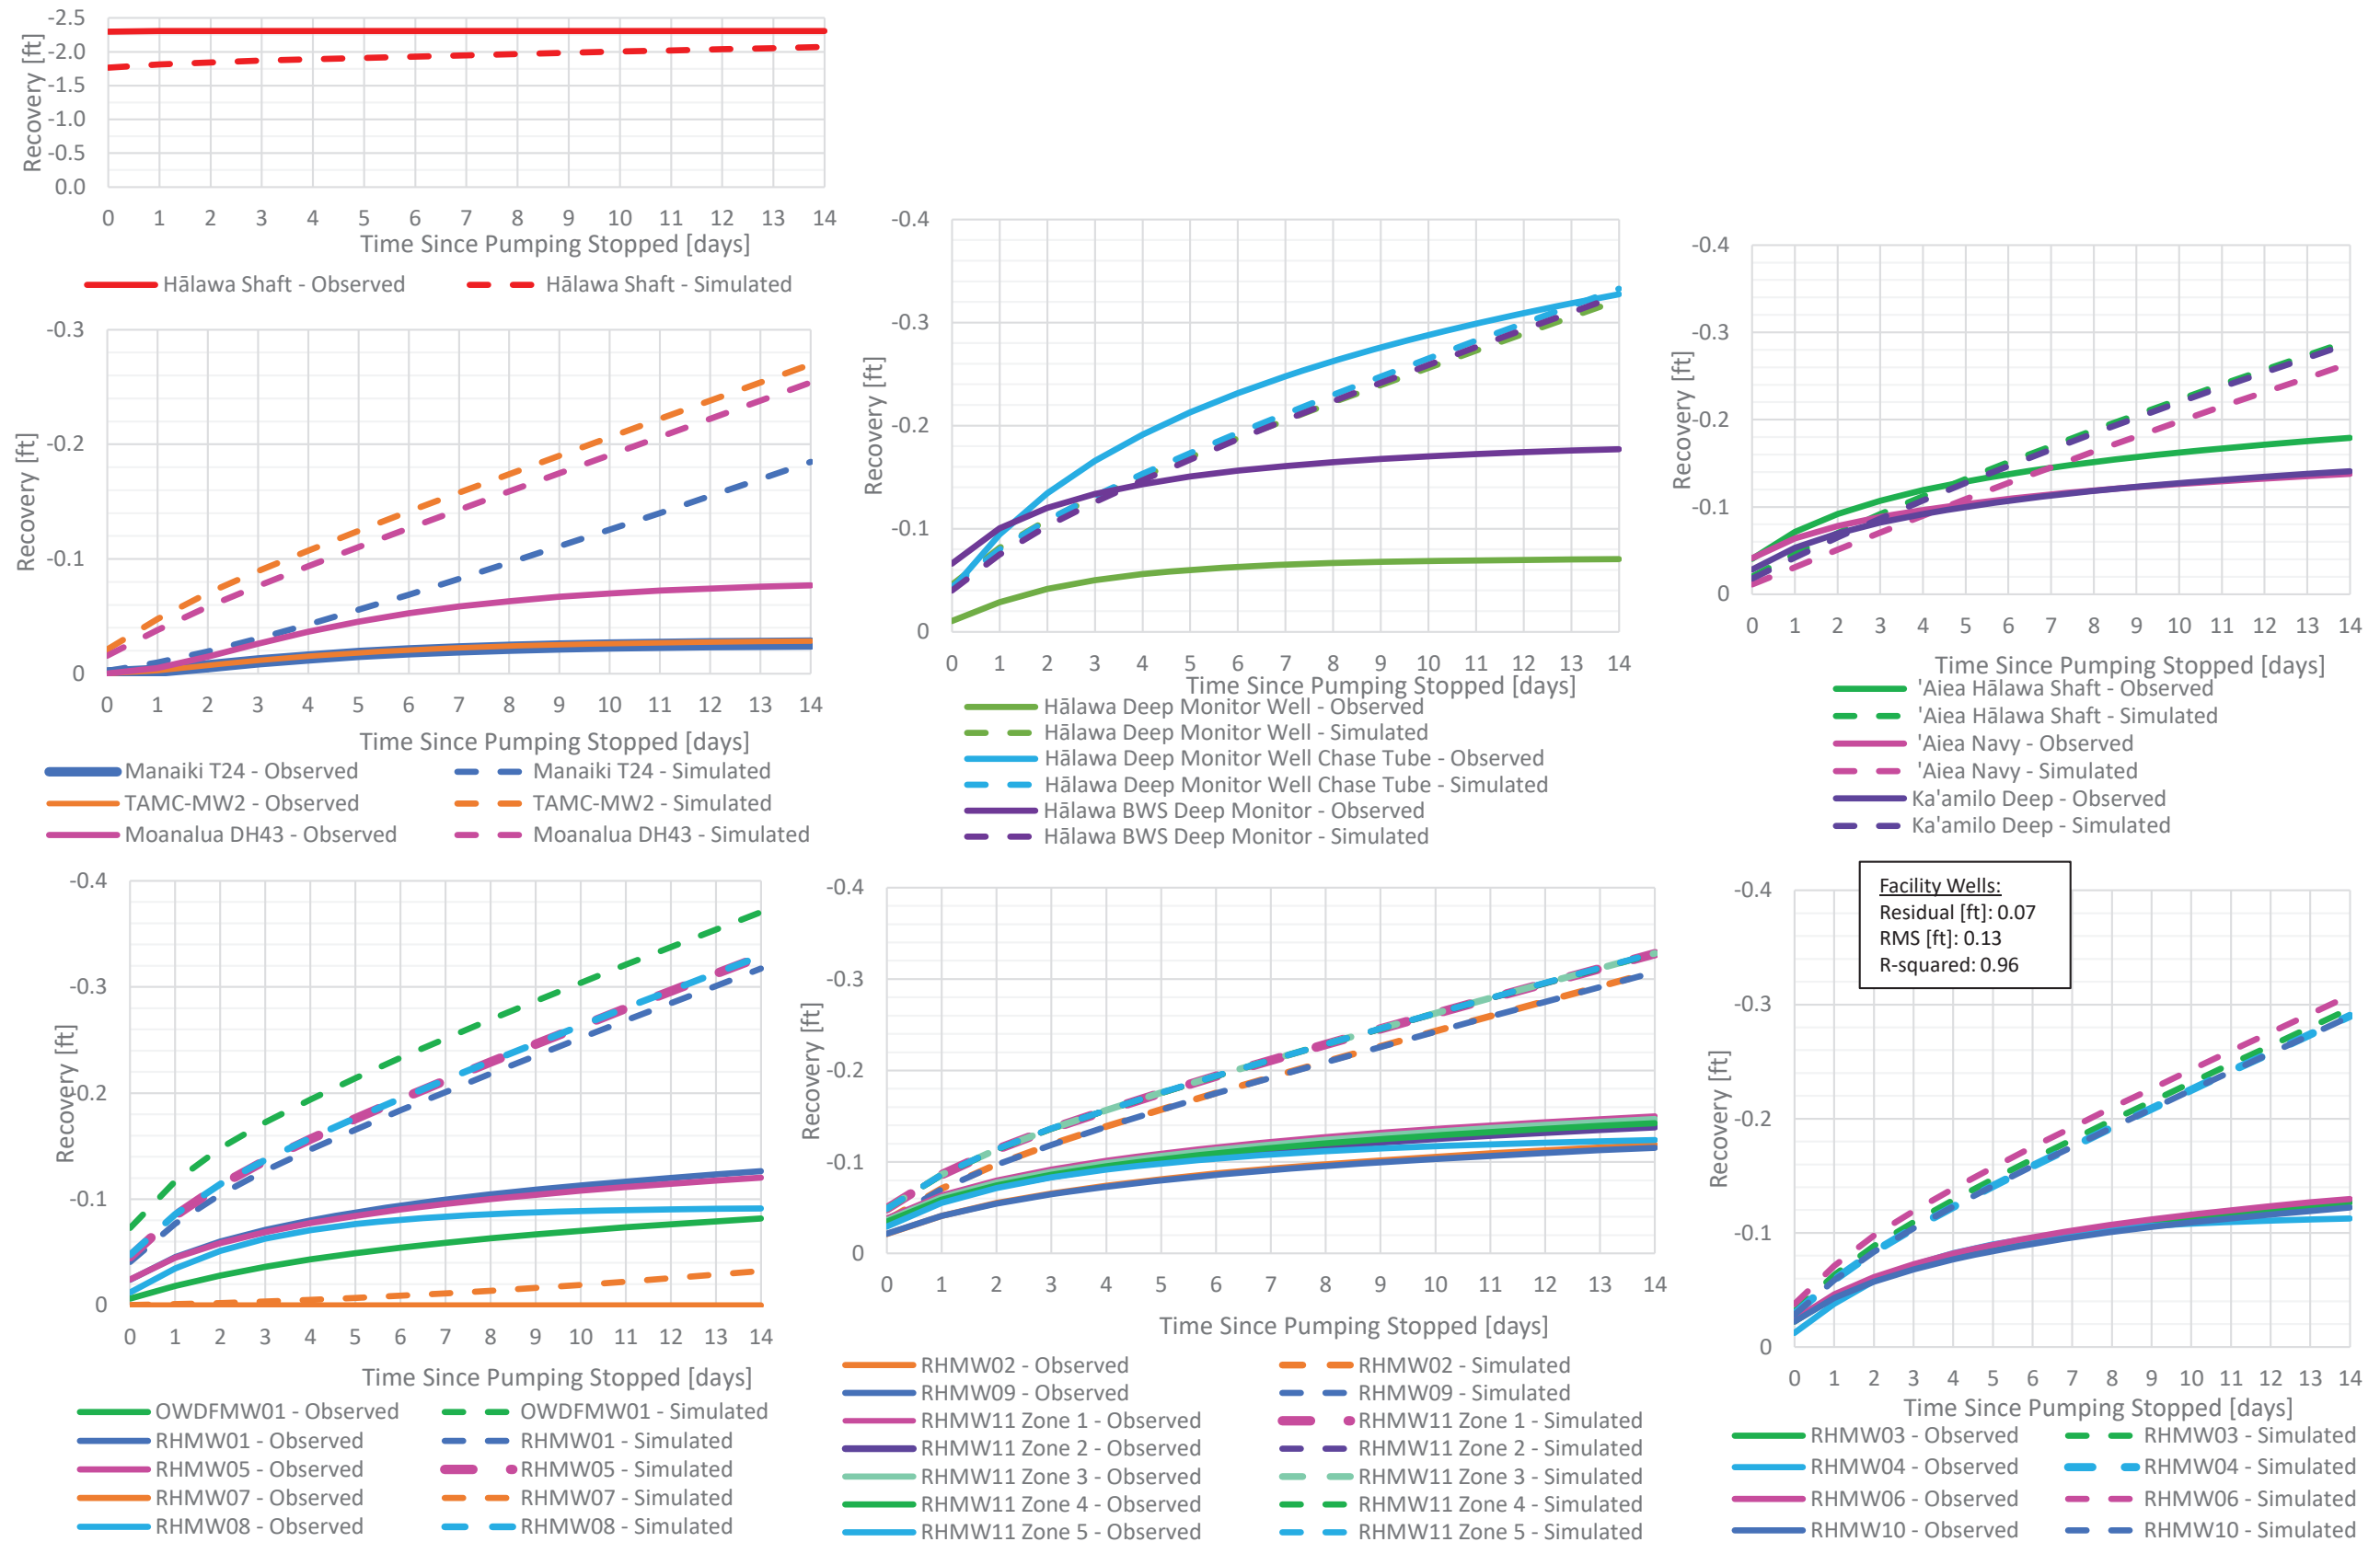 -2.5
-2.0
-1.5
-1.0
-0.5
0.0
Recovery [ft]
0 1 2 3 4 5 6 7 8 9 10 11 12 13 14
Time Since Pumping Stopped [days]
Hālawa Shaft - Observed Hālawa Shaft - Simulated
-0.3
-0.2
-0.1
0
Recovery [ft]
0 1 2 3 4 5 6 7 8 9 10 11 12 13 14
Time Since Pumping Stopped [days]
Manaiki T24 - Observed Manaiki T24 - Simulated
TAMC-MW2 - Observed TAMC-MW2 - Simulated
Moanalua DH43 - Observed Moanalua DH43 - Simulated
-0.4
-0.3
-0.2
-0.1
0
Recovery [ft]
0 1 2 3 4 5 6 7 8 9 10 11 12 13 14
Time Since Pumping Stopped [days]
Hālawa Deep Monitor Well - Observed
Hālawa Deep Monitor Well - Simulated
Hālawa Deep Monitor Well Chase Tube - Observed
Hālawa Deep Monitor Well Chase Tube - Simulated
Hālawa BWS Deep Monitor - Observed
Hālawa BWS Deep Monitor - Simulated
-0.4
-0.3
-0.2
-0.1
0
Recovery [ft]
0 1 2 3 4 5 6 7 8 9 10 11 12 13 14
Time Since Pumping Stopped [days]
'Aiea Hālawa Shaft - Observed
'Aiea Hālawa Shaft - Simulated
'Aiea Navy - Observed
'Aiea Navy - Simulated
Ka'amilo Deep - Observed
Ka'amilo Deep - Simulated
-0.4
-0.3
-0.2
-0.1
0
Recovery [ft]
0 1 2 3 4 5 6 7 8 9 10 11 12 13 14
Time Since Pumping Stopped [days]
OWDFMW01 - Observed OWDFMW01 - Simulated
RHMW01 - Observed RHMW01 - Simulated
RHMW05 - Observed RHMW05 - Simulated
RHMW07 - Observed RHMW07 - Simulated
RHMW08 - Observed RHMW08 - Simulated
-0.4
-0.3
-0.2
-0.1
0
Recovery [ft]
0 1 2 3 4 5 6 7 8 9 10 11 12 13 14
Time Since Pumping Stopped [days]
RHMW02 - Observed RHMW02 - Simulated
RHMW09 - Observed RHMW09 - Simulated
RHMW11 Zone 1 - Observed RHMW11 Zone 1 - Simulated
RHMW11 Zone 2 - Observed RHMW11 Zone 2 - Simulated
RHMW11 Zone 3 - Observed RHMW11 Zone 3 - Simulated
RHMW11 Zone 4 - Observed RHMW11 Zone 4 - Simulated
RHMW11 Zone 5 - Observed RHMW11 Zone 5 - Simulated
Facility Wells:
Residual [ft]: 0.07
RMS [ft]: 0.13
R-squared: 0.96
-0.4
-0.3
-0.2
-0.1
0
Recovery [ft]
0 1 2 3 4 5 6 7 8 9 10 11 12 13 14
Time Since Pumping Stopped [days]
RHMW03 - Observed RHMW03 - Simulated
RHMW04 - Observed RHMW04 - Simulated
RHMW06 - Observed RHMW06 - Simulated
RHMW10 - Observed RHMW10 - Simulated